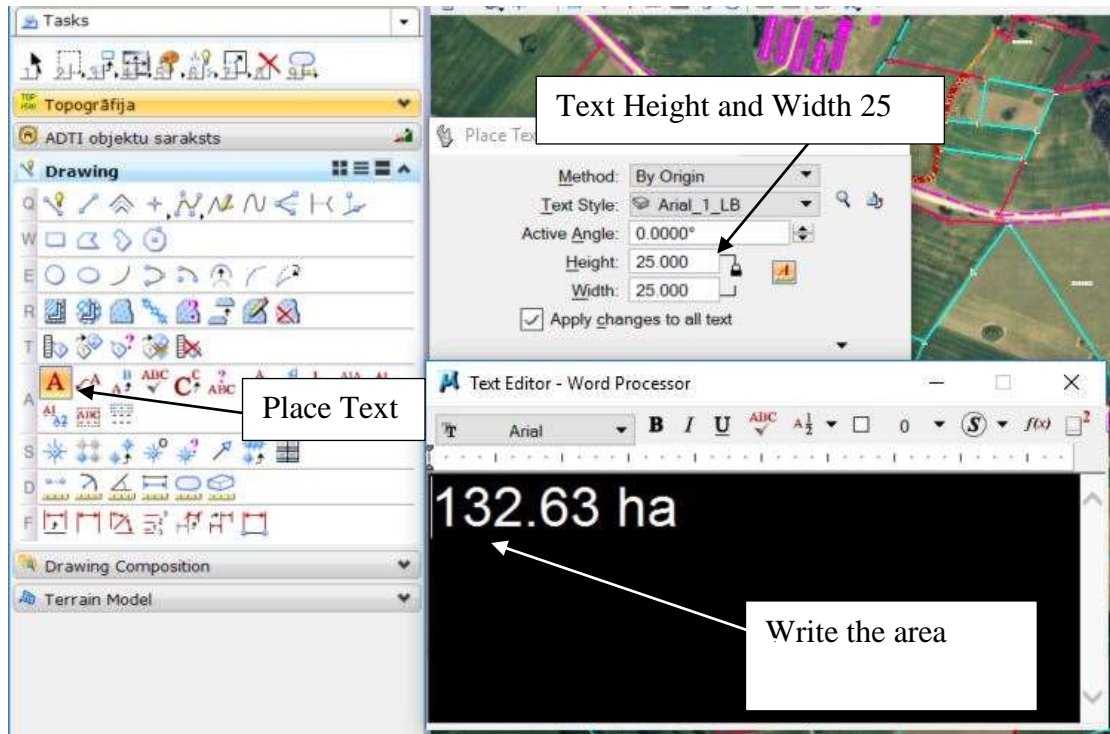 Tasks
Topogrāfija
ADTI objektu saraksts
Drawing
Q
W
E
R
T
A
S
D
F
Drawing Composition
Terrain Model
Text Height and Width 25
Place Tex
Method: By Origin
Text Style: Arial_1_LB
Active Angle: 0.0000°
Height: 25.000
Width: 25.000
Apply changes to all text
Place Text
Text Editor - Word Processor
Arial B I U ABC 0 S f(x)
132.63 ha
Write the area